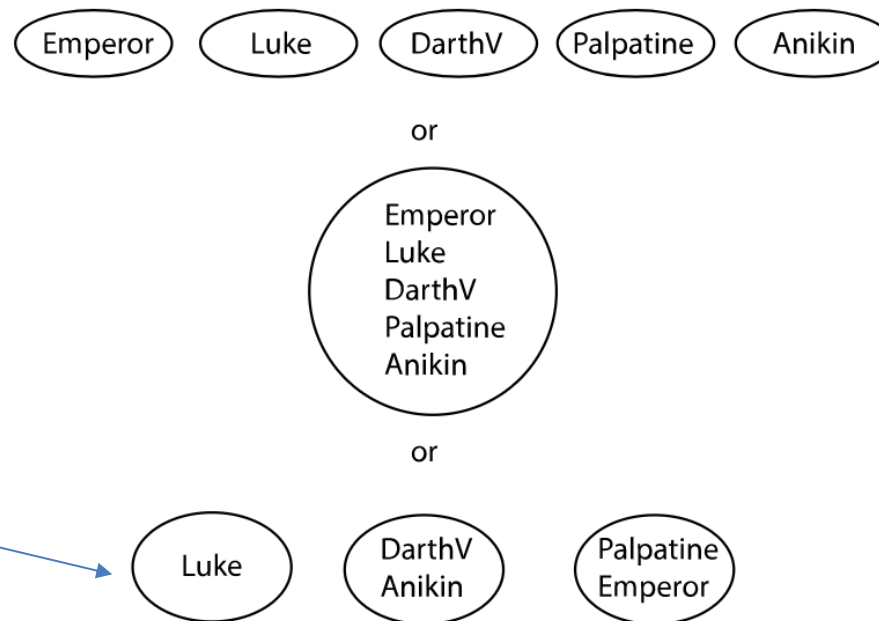 Emperor Luke DarthV Palpatine Anikin
or
Emperor
Luke
DarthV
Palpatine
Anikin
or
Luke
DarthV
Anikin
Palpatine
Emperor